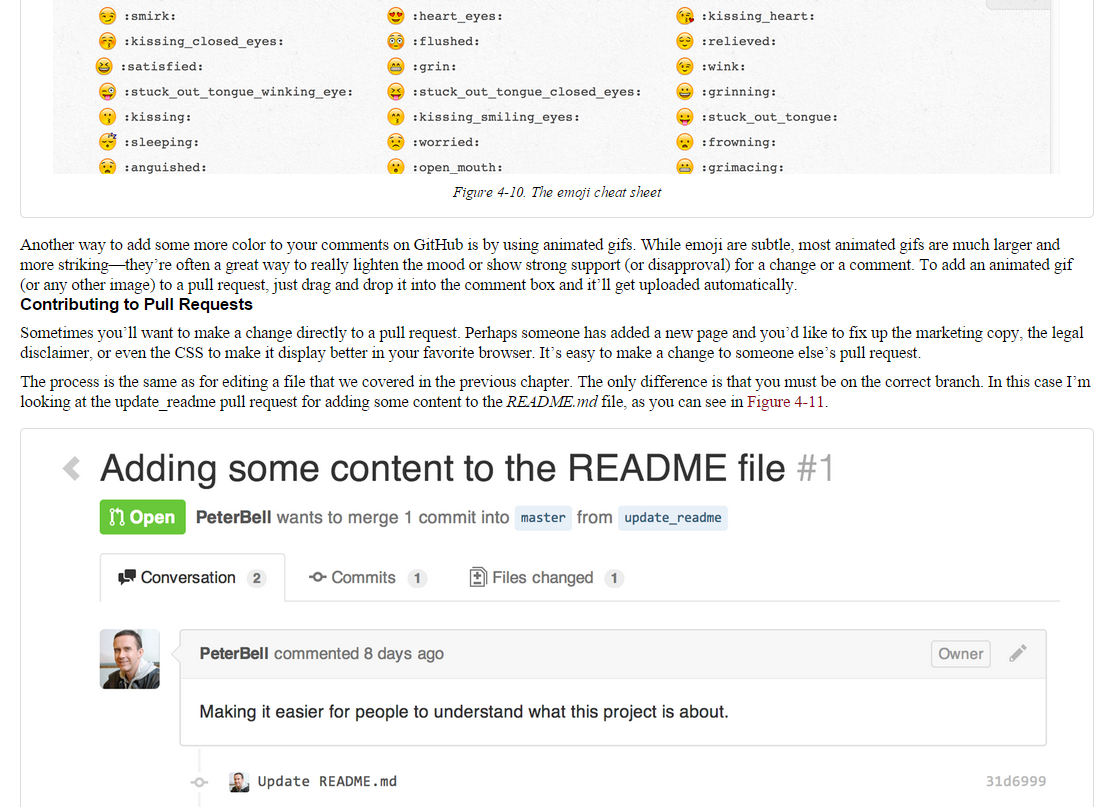 :smirk: :heart_eyes: :kissing_heart:
:kissing_closed_eyes: :flushed: :relieved:
:satisfied: :grin: :wink:
:stuck_out_tongue_winking_eye: :stuck_out_tongue_closed_eyes: :grinning:
:kissing: :kissing_smiling_eyes: :stuck_out_tongue:
:sleeping: :worried: :frowning:
:anguished: :open_mouth: :grimacing:
Figure 4-10. The emoji cheat sheet
Another way to add some more color to your comments on GitHub is by using animated gifs. While emoji are subtle, most animated gifs are much larger and
more striking—they’re often a great way to really lighten the mood or show strong support (or disapproval) for a change or a comment. To add an animated gif
(or any other image) to a pull request, just drag and drop it into the comment box and it’ll get uploaded automatically.
Contributing to Pull Requests
Sometimes you’ll want to make a change directly to a pull request. Perhaps someone has added a new page and you’d like to fix up the marketing copy, the legal
disclaimer, or even the CSS to make it display better in your favorite browser. It’s easy to make a change to someone else’s pull request.
The process is the same as for editing a file that we covered in the previous chapter. The only difference is that you must be on the correct branch. In this case I’m
looking at the update_readme pull request for adding some content to the README.md file, as you can see in Figure 4-11.
Adding some content to the README file #1
Open PeterBell wants to merge 1 commit into master from update_readme
Conversation 2 Commits 1 Files changed 1
PeterBell commented 8 days ago Owner
Making it easier for people to understand what this project is about.
Update README.md 31d6999